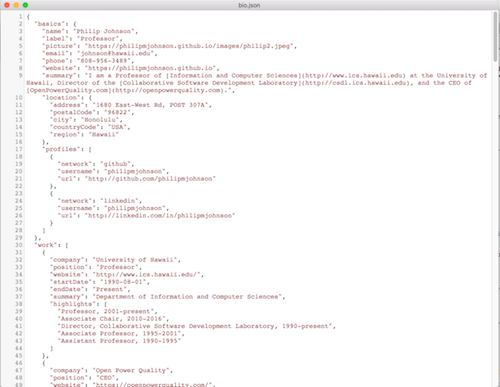 bio.json
1 {
2 "basics": {
3 "name": "Philip Johnson",
4 "label": "Professor",
5 "picture": "https://philipmjohnson.github.io/images/philip2.jpeg",
6 "email": "johnson@hawaii.edu",
7 "phone": "808-956-3489",
8 "website": "https://philipmjohnson.github.io",
9 "summary": "I am a Professor of [Information and Computer Sciences](http://www.ics.hawaii.edu) at the University of
Hawaii, Director of the [Collaborative Software Development Laboratory](http://csdl.ics.hawaii.edu), and the CEO of
[OpenPowerQuality.com](http://openpowerquality.com).",
10 "location": {
11 "address": "1680 East-West Rd, POST 307A",
12 "postalCode": "96822",
13 "city": "Honolulu",
14 "countryCode": "USA",
15 "region": "Hawaii"
16 },
17 "profiles": [
18 {
19 "network": "github",
20 "username": "philipmjohnson",
21 "url": "http://github.com/philipmjohnson"
22 },
23 {
24 "network": "linkedin",
25 "username": "philipmjohnson",
26 "url": "http://linkedin.com/in/philipmjohnson"
27 }
28 ]
29 },
30 "work": [
31 {
32 "company": "University of Hawaii",
33 "position": "Professor",
34 "website": "http://www.ics.hawaii.edu/",
35 "startDate": "1990-08-01",
36 "endDate": "Present",
37 "summary": "Department of Information and Computer Sciences",
38 "highlights": [
39 "Professor, 2001-present",
40 "Associate Chair, 2010-2016",
41 "Director, Collaborative Software Development Laboratory, 1990-present",
42 "Associate Professor, 1995-2001",
43 "Assistant Professor, 1990-1995"
44 ]
45 },
46 {
47 "company": "Open Power Quality",
48 "position": "CEO",
49 "website": "https://openpowerquality.com/",